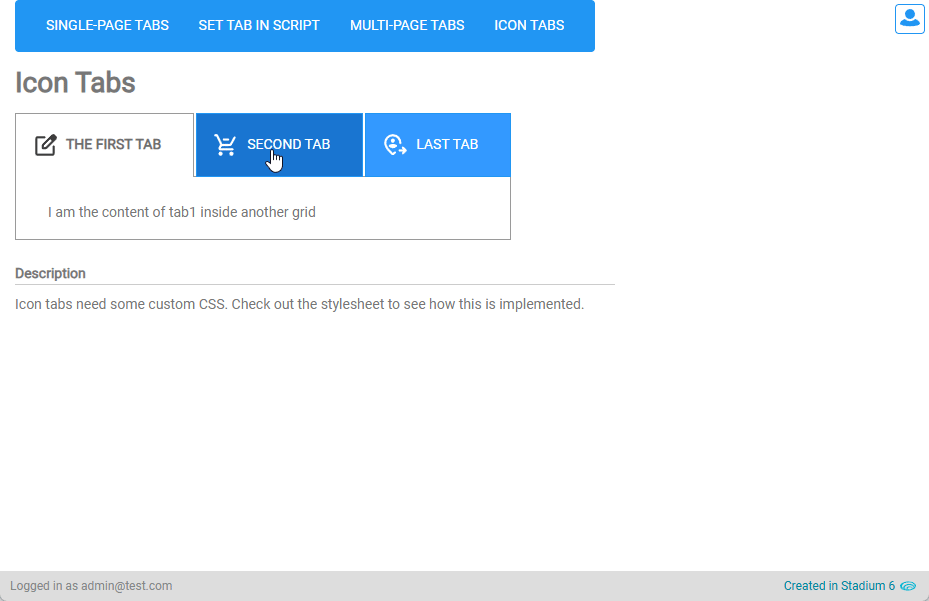 SINGLE-PAGE TABS SET TAB IN SCRIPT MULTI-PAGE TABS ICON TABS
Icon Tabs
THE FIRST TAB SECOND TAB LAST TAB
I am the content of tab1 inside another grid
Description
Icon tabs need some custom CSS. Check out the stylesheet to see how this is implemented.
Logged in as admin@test.com Created in Stadium 6